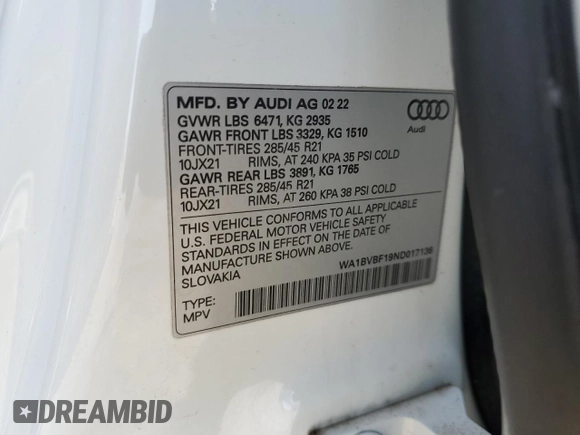 MFD. BY AUDI AG 02 22
GVWR LBS 6471, KG 2935
GAWR FRONT LBS 3329, KG 1510
FRONT-TIRES 285/45 R21
10JX21 RIMS, AT 240 KPA 35 PSI COLD
GAWR REAR LBS 3891, KG 1765
REAR-TIRES 285/45 R21
10JX21 RIMS, AT 260 KPA 38 PSI COLD
Audi
THIS VEHICLE CONFORMS TO ALL APPLICABLE
U.S. FEDERAL MOTOR VEHICLE SAFETY
STANDARDS IN EFFECT ON THE DATE OF
MANUFACTURE SHOWN ABOVE.
SLOVAKIA
WA1BVBF19ND017136
TYPE:
MPV
DREAMBID